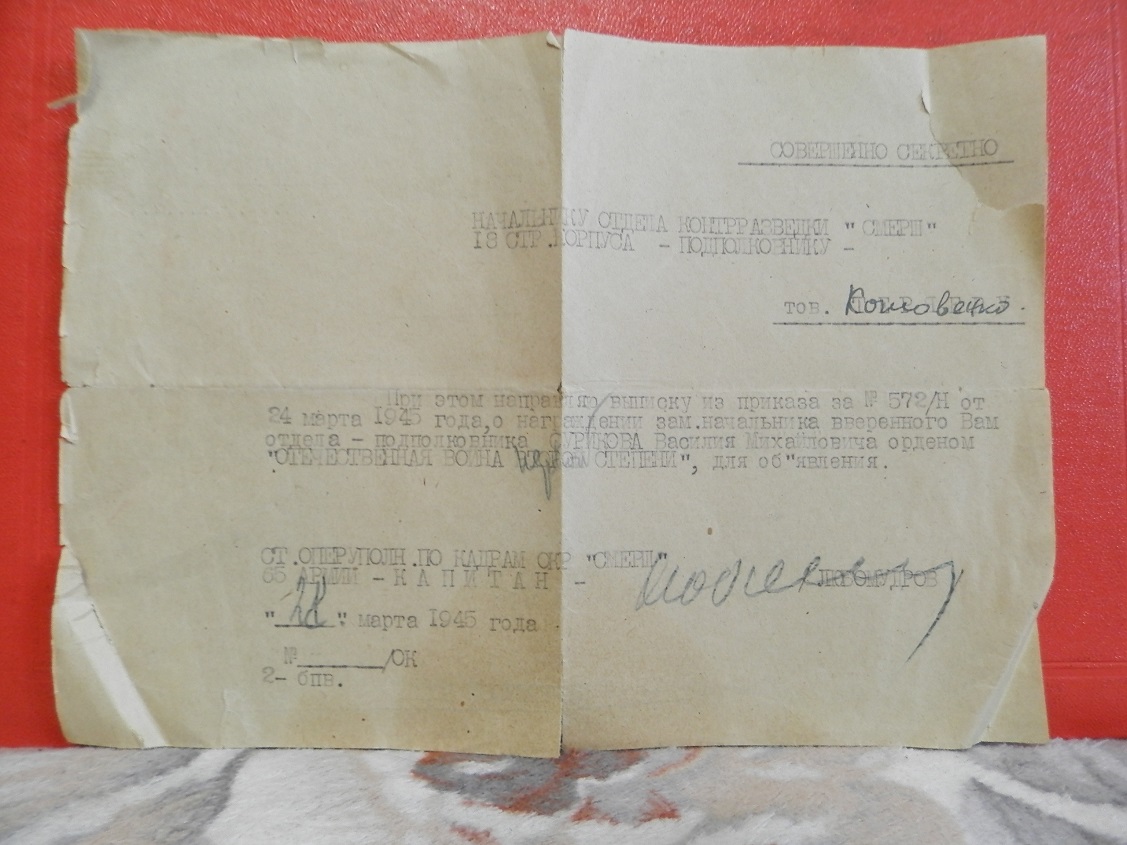 СОВЕРШЕННО СЕКРЕТНО
НАЧАЛЬНИКУ ОТДЕЛА КОНТРРАЗВЕДКИ "СМЕРШ"
18 СТР.КОРПУСА - ПОДПОЛКОВНИКУ -
тов.
При этом направляю выписку из приказа за № 572/Н от
24 марта 1945 года,о награждении зам.начальника вверенного Вам
отдела - подполковника СУРИКОВА Василия Михайловича орденом
"ОТЕЧЕСТВЕННАЯ ВОЙНА СТЕПЕНИ", для об"явления.
СТ.ОПЕРУПОЛН.ПО КАДРАМ ОКР "СМЕРШ"
65 АРМИИ - К А П И Т А Н - ЛЮБОМУДРОВ
"28" марта 1945 года
№ /ОК
2- бпв.